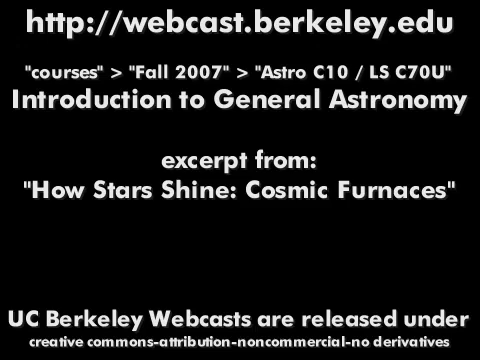 http://webcast.berkeley.edu
"courses" > "Fall 2007" > "Astro C10 / LS C70U"
Introduction to General Astronomy
excerpt from:
"How Stars Shine: Cosmic Furnaces"
UC Berkeley Webcasts are released under
creative commons-attribution-noncommercial-no derivatives